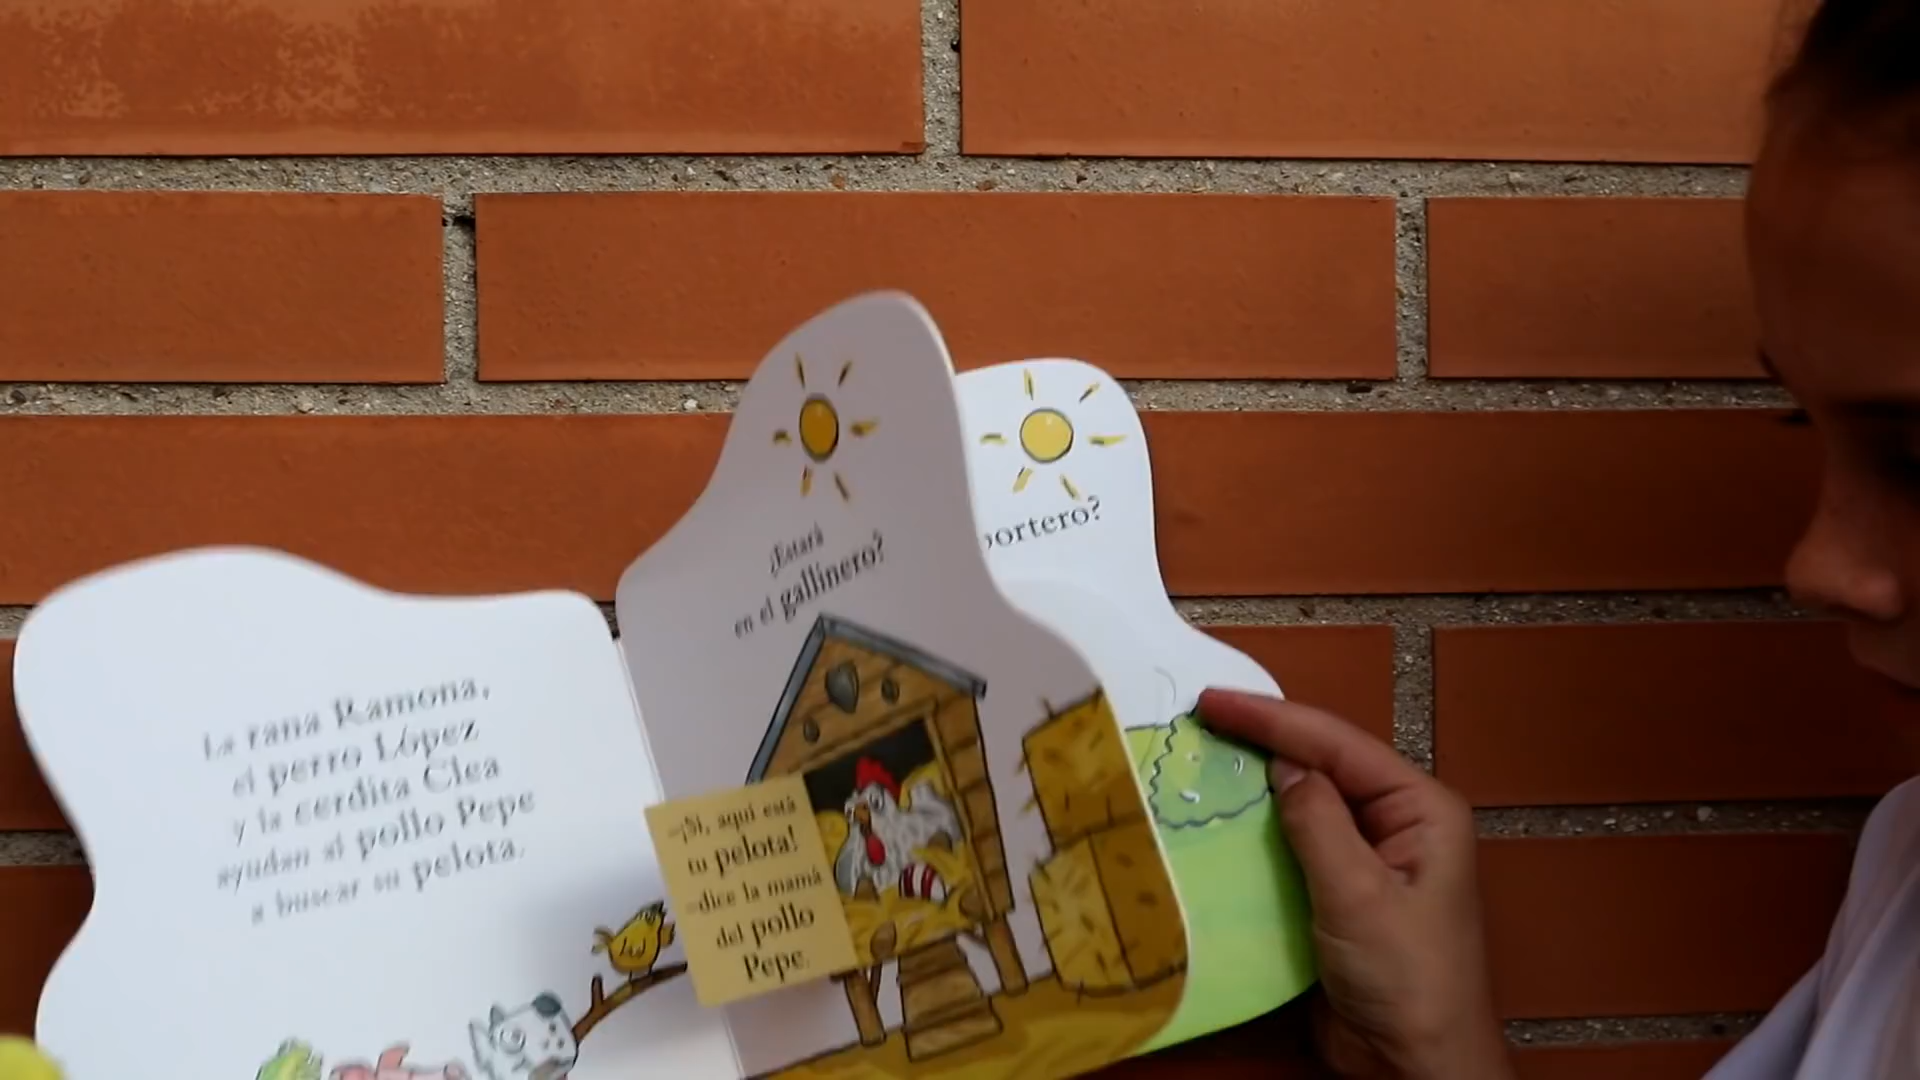 La rana Ramona,
el perro López
y la cerdita Clea
ayudan al pollo Pepe
a buscar su pelota.
¿Estará
en el gallinero?
–¡Sí, aquí está
tu pelota!
–dice la mamá
del pollo
Pepe.
portero?